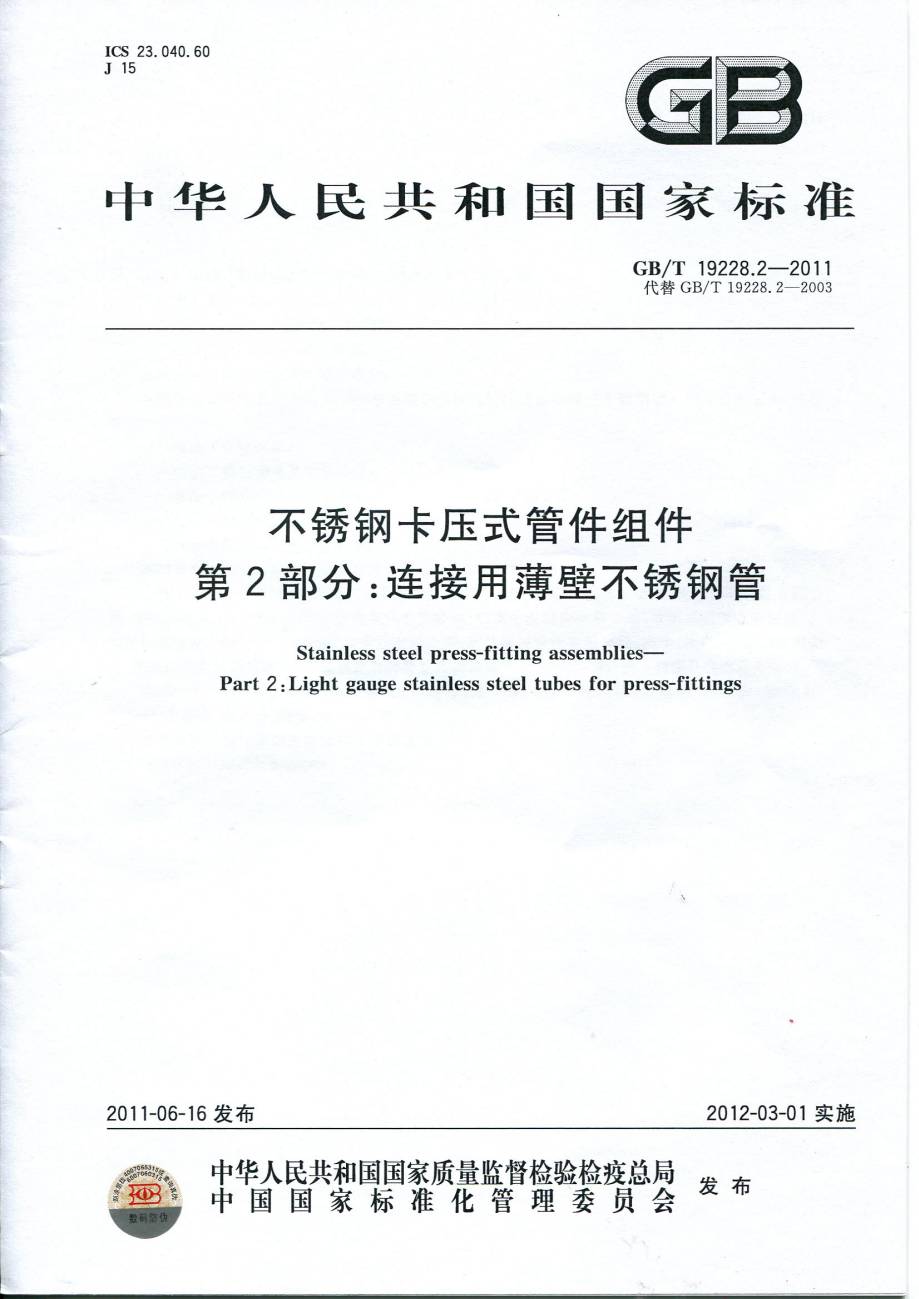 ICS 23.040.60
J 15
GB
中华人民共和国国家标准
GB/T 19228.2—2011
代替 GB/T 19228.2—2003
不锈钢卡压式管件组件
第2部分:连接用薄壁不锈钢管
Stainless steel press-fitting assemblies—
Part 2:Light gauge stainless steel tubes for press-fittings
2011-06-16 发布
2012-03-01 实施
中华人民共和国国家质量监督检验检疫总局
中国国家标准化管理委员会
发布
数码防伪